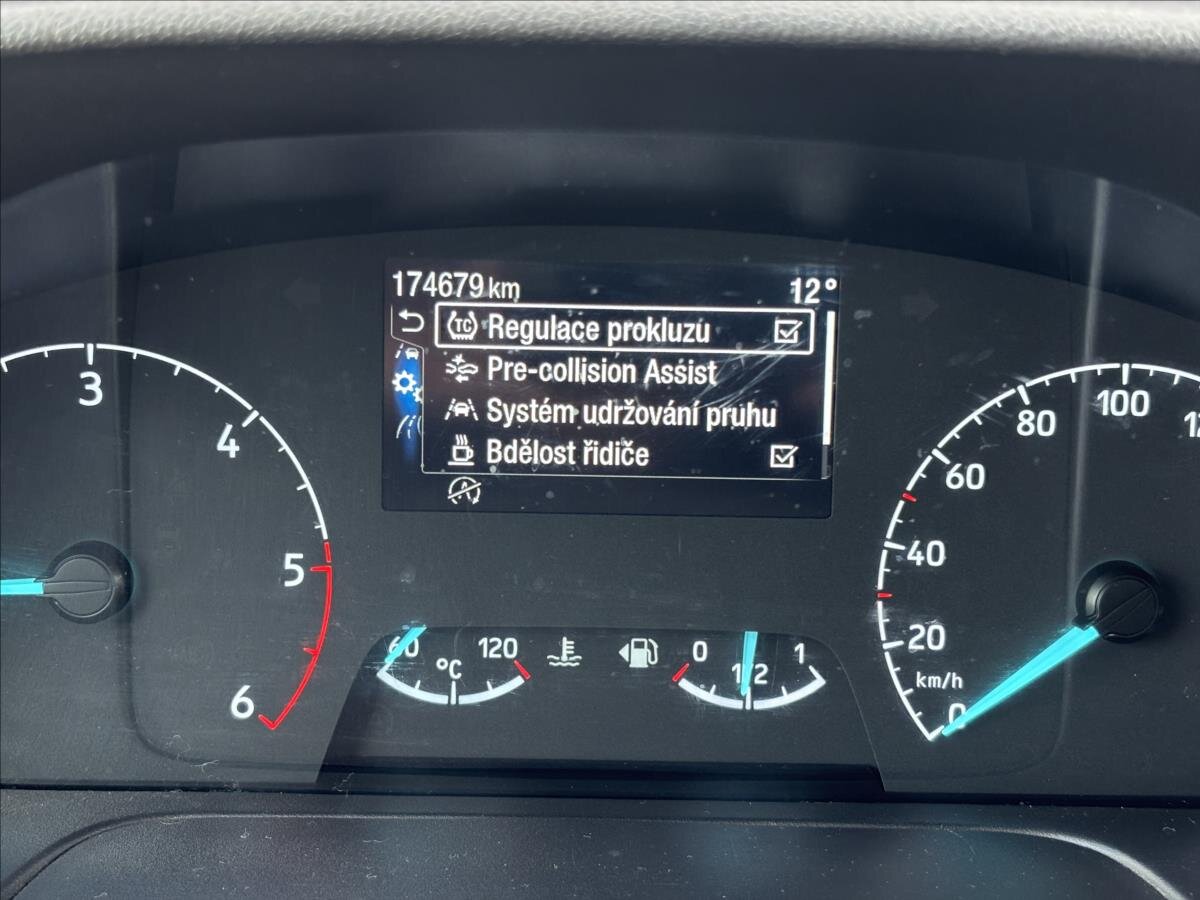 174679 km 12°
TC Regulace prokluzu
Pre-collision Assist
Systém udržování pruhu
Bdělost řidiče
A
3
4
5
6
60 120
°C
0 1/2 1
0
20
40
60
80
100
km/h